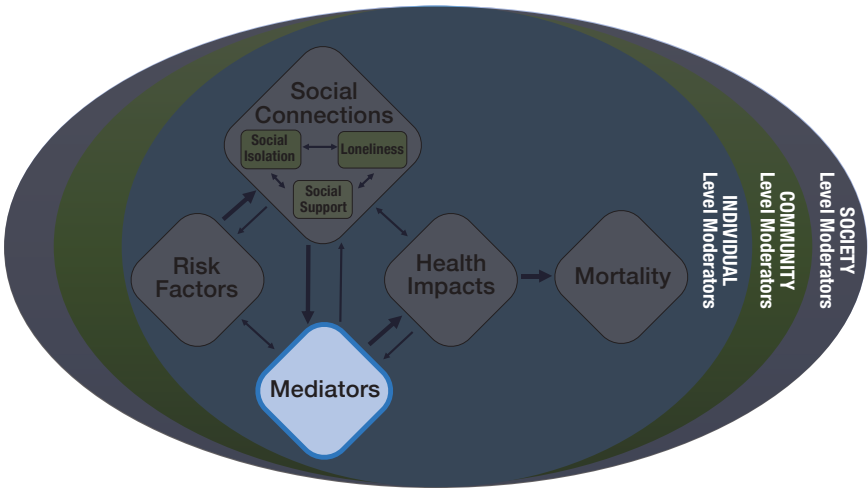 Social
Connections
Social
Isolation
Loneliness
Social
Support
Risk
Factors
Health
Impacts
Mortality
Mediators
INDIVIDUAL
Level Moderators
COMMUNITY
Level Moderators
SOCIETY
Level Moderators